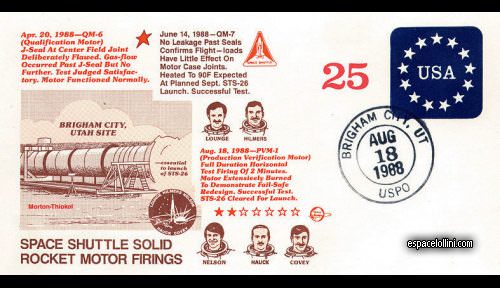 Apr. 20, 1988—QM-6
(Qualification Motor)
J-Seal At Center Field Joint
Deliberately Flawed. Gas-flow
Occurred Past J-Seal But No
Further. Test Judged Satisfac-
tory. Motor Functioned Normally.
June 14, 1988—QM-7
No Leakage Past Seals
Confirms Flight-loads
Have Little Effect On
Motor Case Joints.
Heated To 90F Expected
At Planned Sept. STS-26
Launch. Successful Test.
SPACE SHUTTLE
25
USA
BRIGHAM CITY, UT
AUG
18
1988
USPO
BRIGHAM CITY,
UTAH SITE
—essential
to launch
of STS-26
Morton-Thiokol
LOUNGE
HILMERS
Aug. 18, 1988—PVM-1
(Production Verification Motor)
Full Duration Horizontal
Test Firing Of 2 Minutes.
Motor Extensively Burned
To Demonstrate Fail-Safe
Redesign. Successful Test.
STS-26 Cleared For Launch.
NELSON
HAUCK
COVEY
SPACE SHUTTLE SOLID
ROCKET MOTOR FIRINGS
espacelollini.com